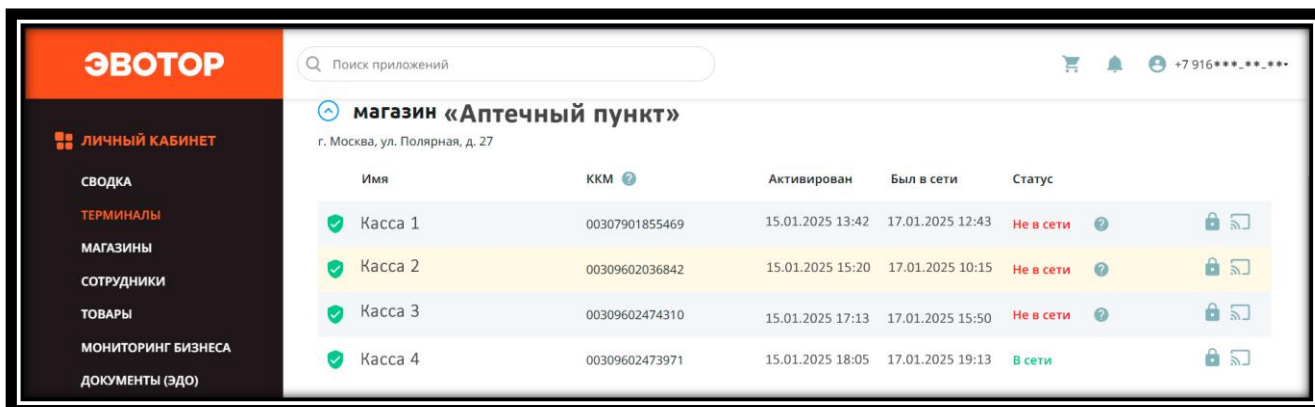 ЭВОТОР
Поиск приложений
+7 916***_**_**•
магазин «Аптечный пункт»
г. Москва, ул. Полярная, д. 27
ЛИЧНЫЙ КАБИНЕТ
СВОДКА
ТЕРМИНАЛЫ
МАГАЗИНЫ
СОТРУДНИКИ
ТОВАРЫ
МОНИТОРИНГ БИЗНЕСА
ДОКУМЕНТЫ (ЭДО)
Имя ККМ ? Активирован Был в сети Статус
Касса 1 00307901855469 15.01.2025 13:42 17.01.2025 12:43 Не в сети ?
Касса 2 00309602036842 15.01.2025 15:20 17.01.2025 10:15 Не в сети ?
Касса 3 00309602474310 15.01.2025 17:13 17.01.2025 15:50 Не в сети ?
Касса 4 00309602473971 15.01.2025 18:05 17.01.2025 19:13 В сети